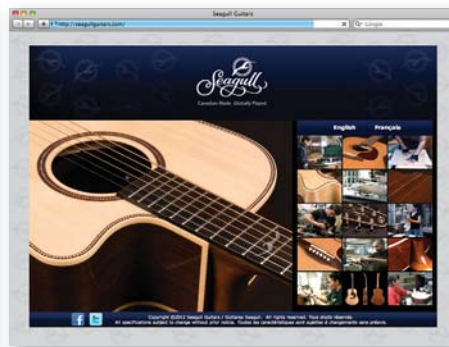 Seagull Guitars
http://seagullguitars.com/
Google
Seagull
Canadian Made. Globally Played.
English Français
Copyright ©2012 Seagull Guitars / Guitares Seagull. All rights reserved. Tous droits réservés.
All specifications subject to change without prior notice. Toutes les caractéristiques sont sujettes à changements sans préavis.